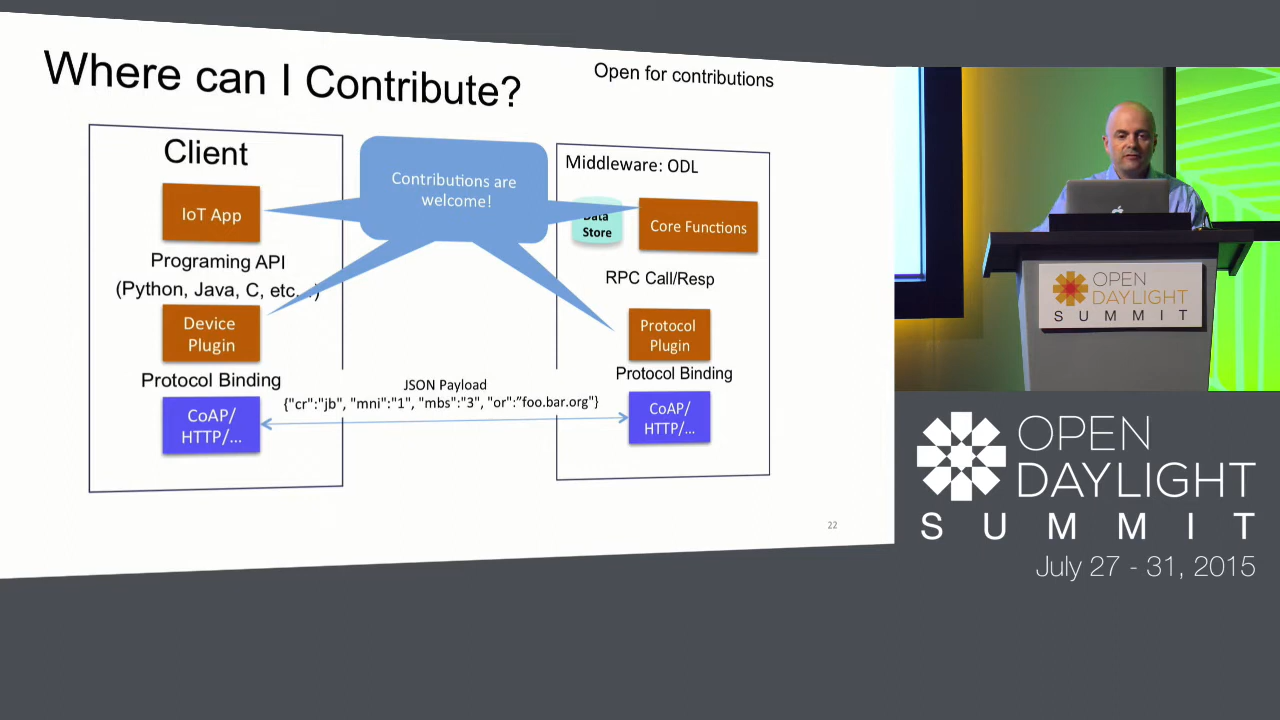 Where can I Contribute?
Open for contributions
Client
IoT App
Programing API
(Python, Java, C, etc...)
Device
Plugin
Protocol Binding
CoAP/
HTTP/...
Contributions are
welcome!
JSON Payload
{"cr":"jb", "mni":"1", "mbs":"3", "or":"foo.bar.org"}
Middleware: ODL
Data
Store
Core Functions
RPC Call/Resp
Protocol
Plugin
Protocol Binding
CoAP/
HTTP/...
22
OPEN
DAYLIGHT
SUMMIT
OPEN
DAYLIGHT
SUMMIT
July 27 - 31, 2015